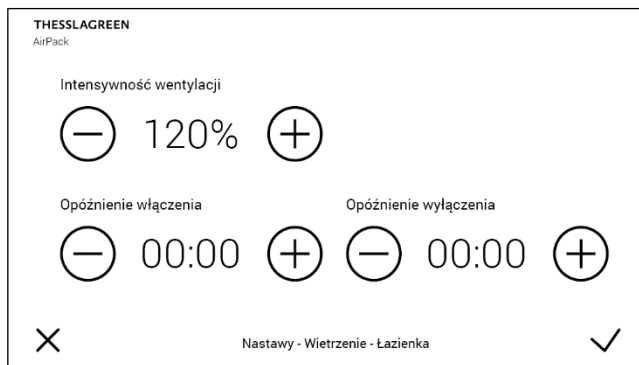 THESSLAGREEN
AirPack
Intensywność wentylacji
120%
Opóźnienie włączenia
Opóźnienie wyłączenia
00:00
00:00
Nastawy - Wietrzenie - Łazienka